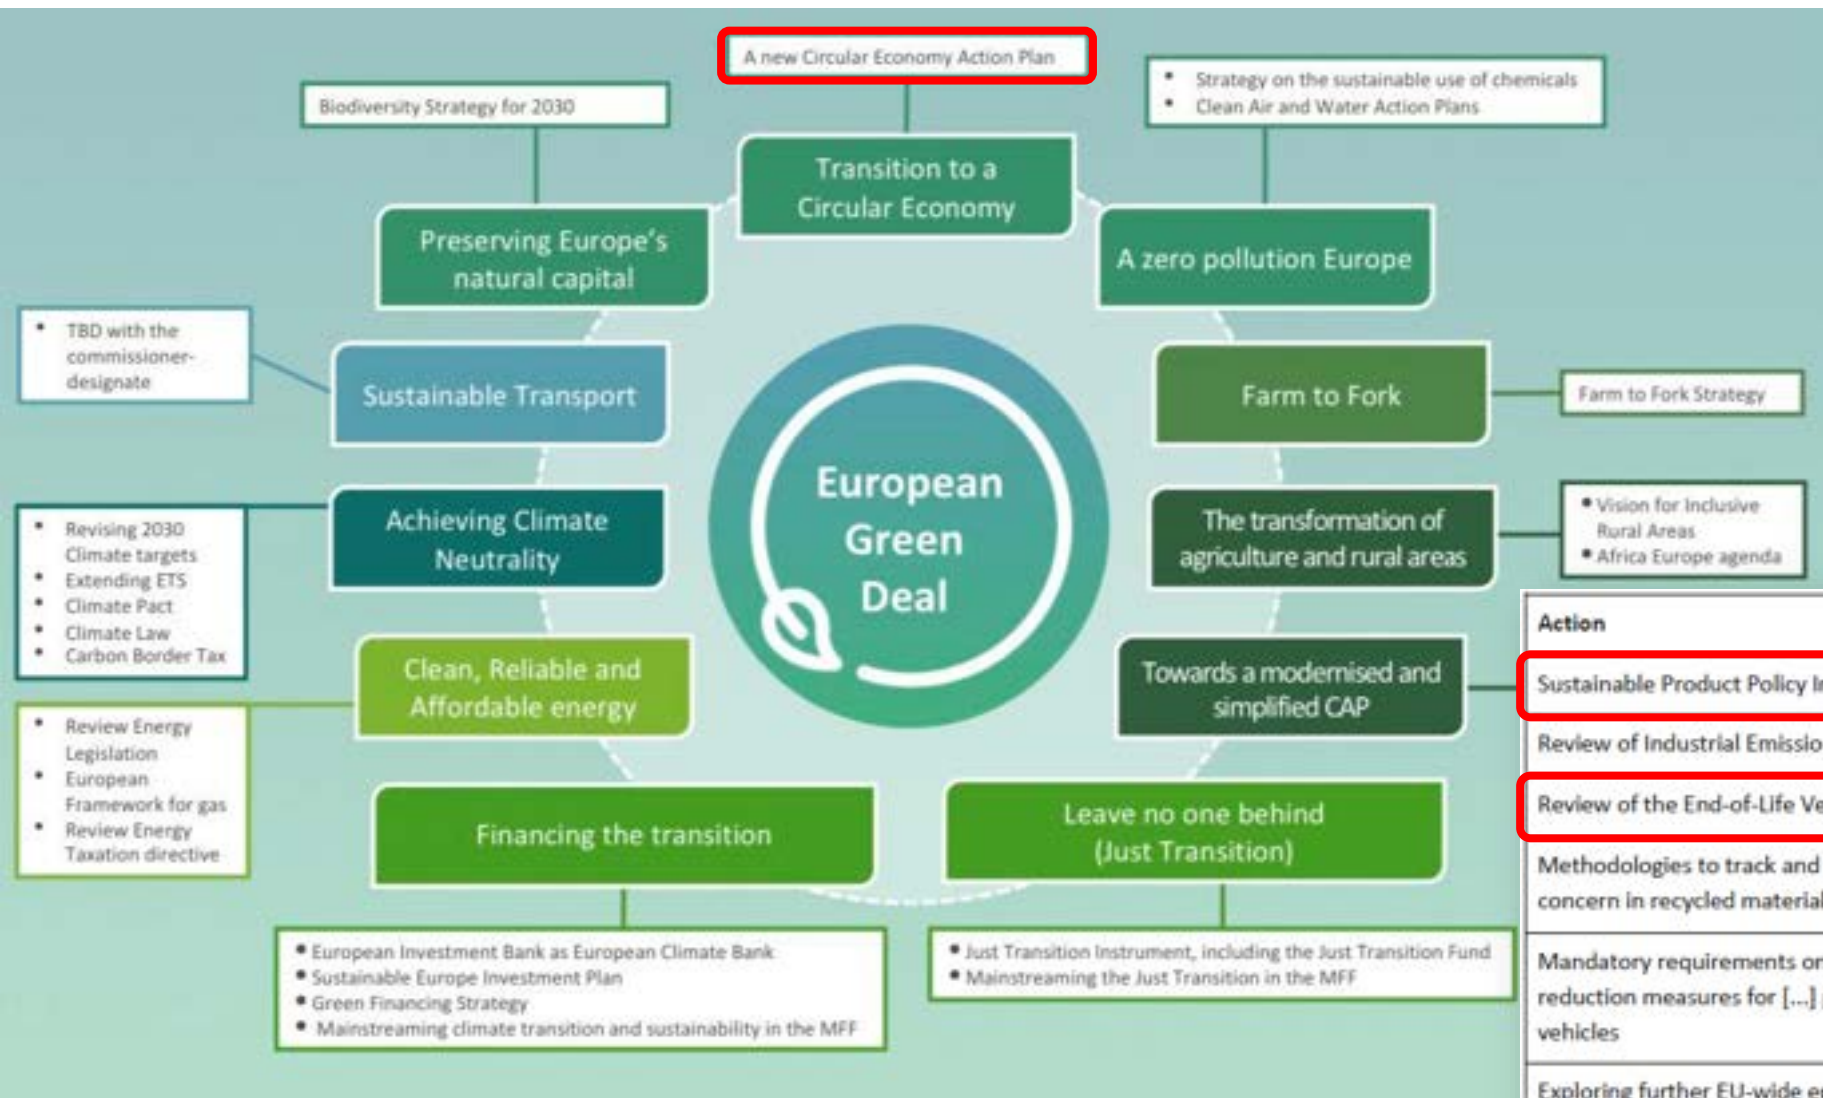 A new Circular Economy Action Plan
Biodiversity Strategy for 2030
• Strategy on the sustainable use of chemicals
• Clean Air and Water Action Plans
Transition to a
Circular Economy
Preserving Europe's
natural capital
A zero pollution Europe
• TBD with the
commissioner-
designate
Sustainable Transport
Farm to Fork
Farm to Fork Strategy
European
Green
Deal
Achieving Climate
Neutrality
The transformation of
agriculture and rural areas
• Vision for Inclusive
Rural Areas
• Africa Europe agenda
• Revising 2030
Climate targets
• Extending ETS
• Climate Pact
• Climate Law
• Carbon Border Tax
Clean, Reliable and
Affordable energy
Towards a modernised and
simplified CAP
• Review Energy
Legislation
• European
Framework for gas
• Review Energy
Taxation directive
Financing the transition
Leave no one behind
(Just Transition)
• European Investment Bank as European Climate Bank
• Sustainable Europe Investment Plan
• Green Financing Strategy
• Mainstreaming climate transition and sustainability in the MFF
• Just Transition Instrument, including the Just Transition Fund
• Mainstreaming the Just Transition in the MFF
Action
Sustainable Product Policy
Review of Industrial
Review of the End-of-Life
Methodologies to track and
concern in recycled
Mandatory requirements
reduction measures for [...]
vehicles
Exploring further EU-wide